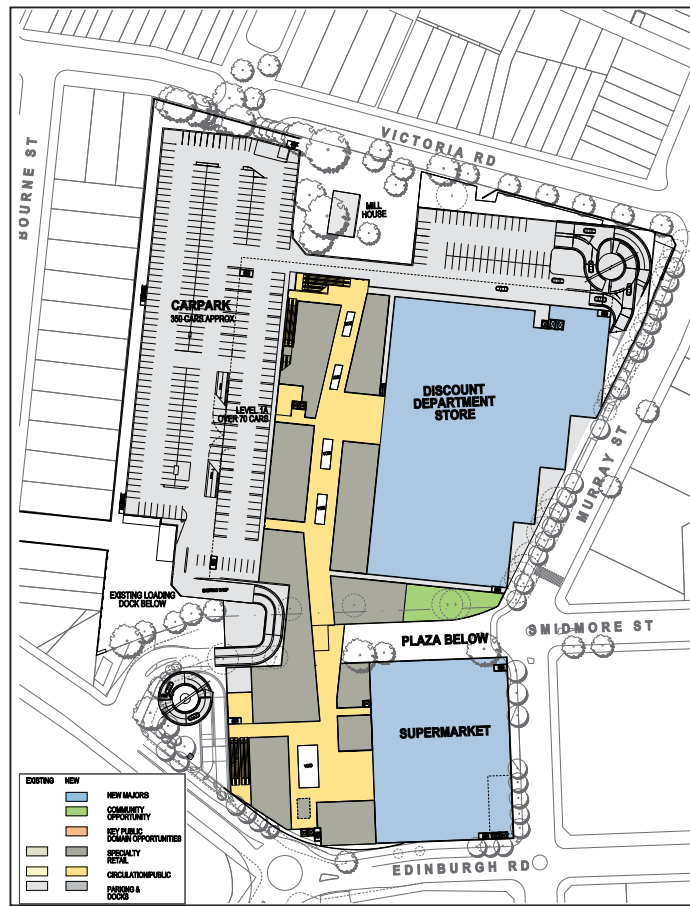 VICTORIA RD
BOURNE ST
MILL
HOUSE
CARPARK
350 CARS APPROX
DISCOUNT
DEPARTMENT
STORE
LEVEL 1A
OVER 70 CARS
MURRAY ST
EXISTING LOADING
DOCK BELOW
PLAZA BELOW
SMIDMORE ST
SUPERMARKET
EDINBURGH RD
EXISTING NEW
NEW MAJORS
COMMUNITY
OPPORTUNITY
KEY PUBLIC
DOMAIN OPPORTUNITIES
SPECIALTY
RETAIL
CIRCULATION/PUBLIC
PARKING &
DOCKS